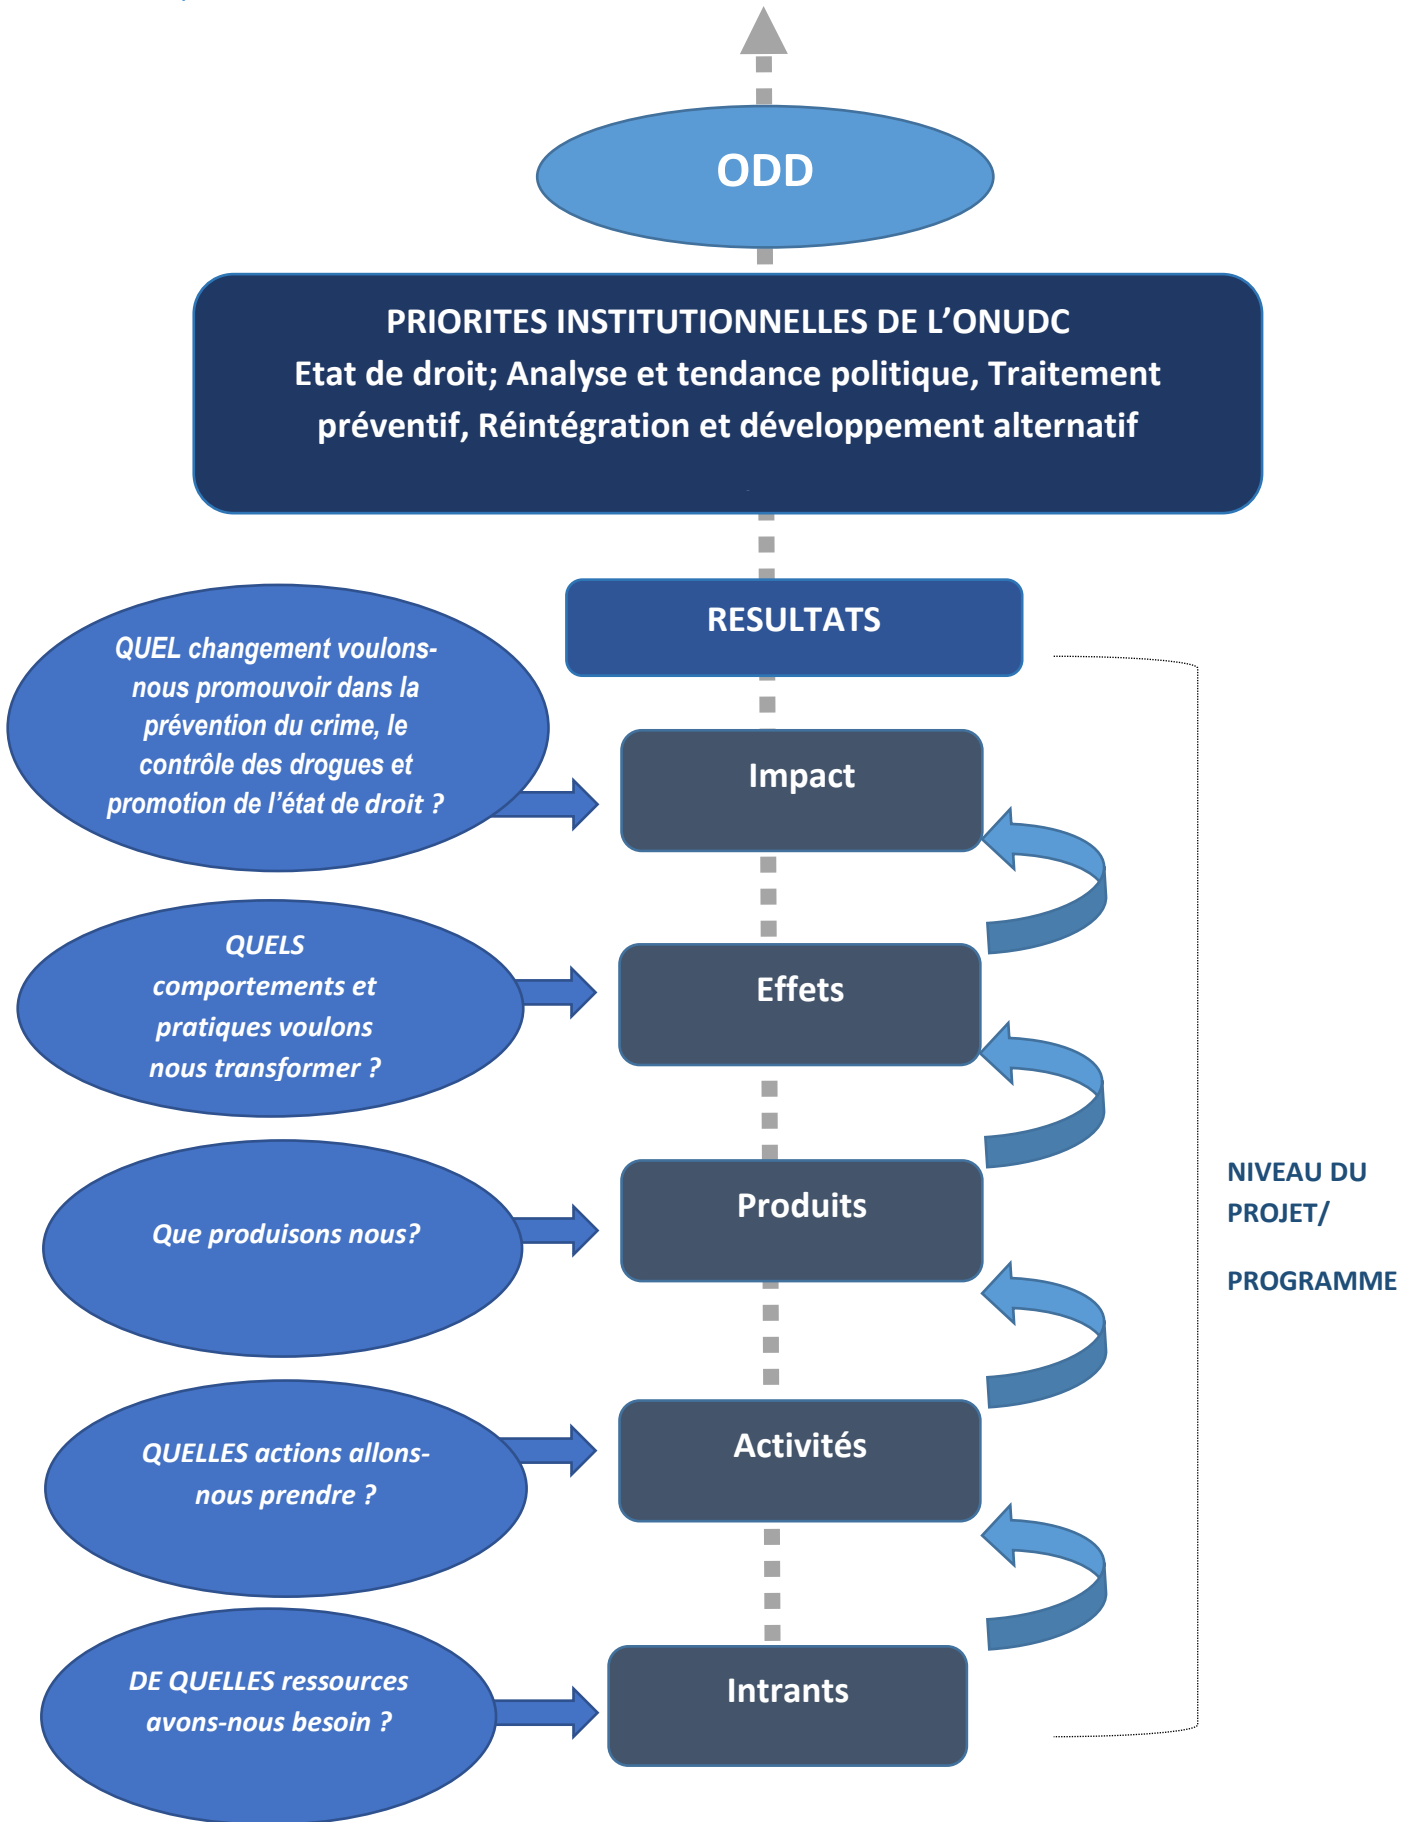 ODD
PRIORITES INSTITUTIONNELLES DE L’ONUDC
Etat de droit; Analyse et tendance politique, Traitement
préventif, Réintégration et développement alternatif
RESULTATS
QUEL changement voulons-
nous promouvoir dans la
prévention du crime, le
contrôle des drogues et
promotion de l’état de droit ?
Impact
QUELS
comportements et
pratiques voulons
nous transformer ?
Effets
Que produisons nous?
Produits
NIVEAU DU
PROJET/
PROGRAMME
QUELLES actions allons-
nous prendre ?
Activités
DE QUELLES ressources
avons-nous besoin ?
Intrants